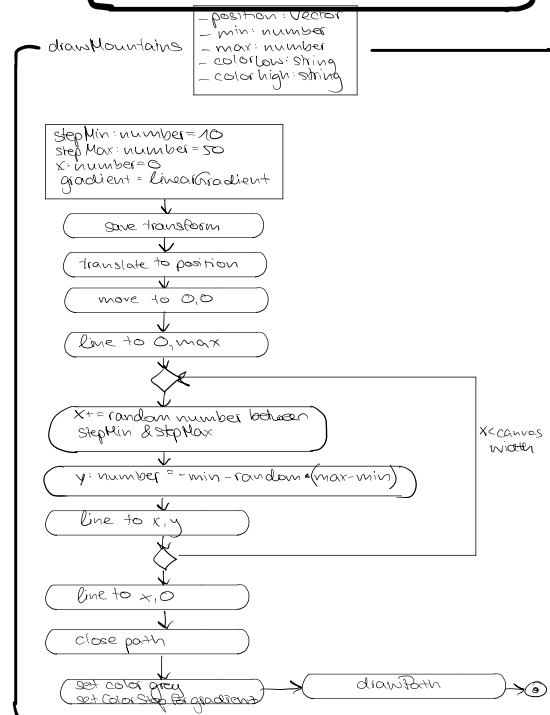 drawMountains
- position: Vector
- min: number
- max: number
- colorLow: string
- colorhigh: string
stepMin: number = 10
stepMax: number = 50
x: number = 0
gradient = linearGradient
save transform
translate to position
move to 0,0
line to 0, max
x+= random number between
stepMin & stepMax
x<canvas
width
y: number = -min - random * (max-min)
line to x, y
line to x, 0
close path
set color grey
set ColorStop for gradient
drawPath